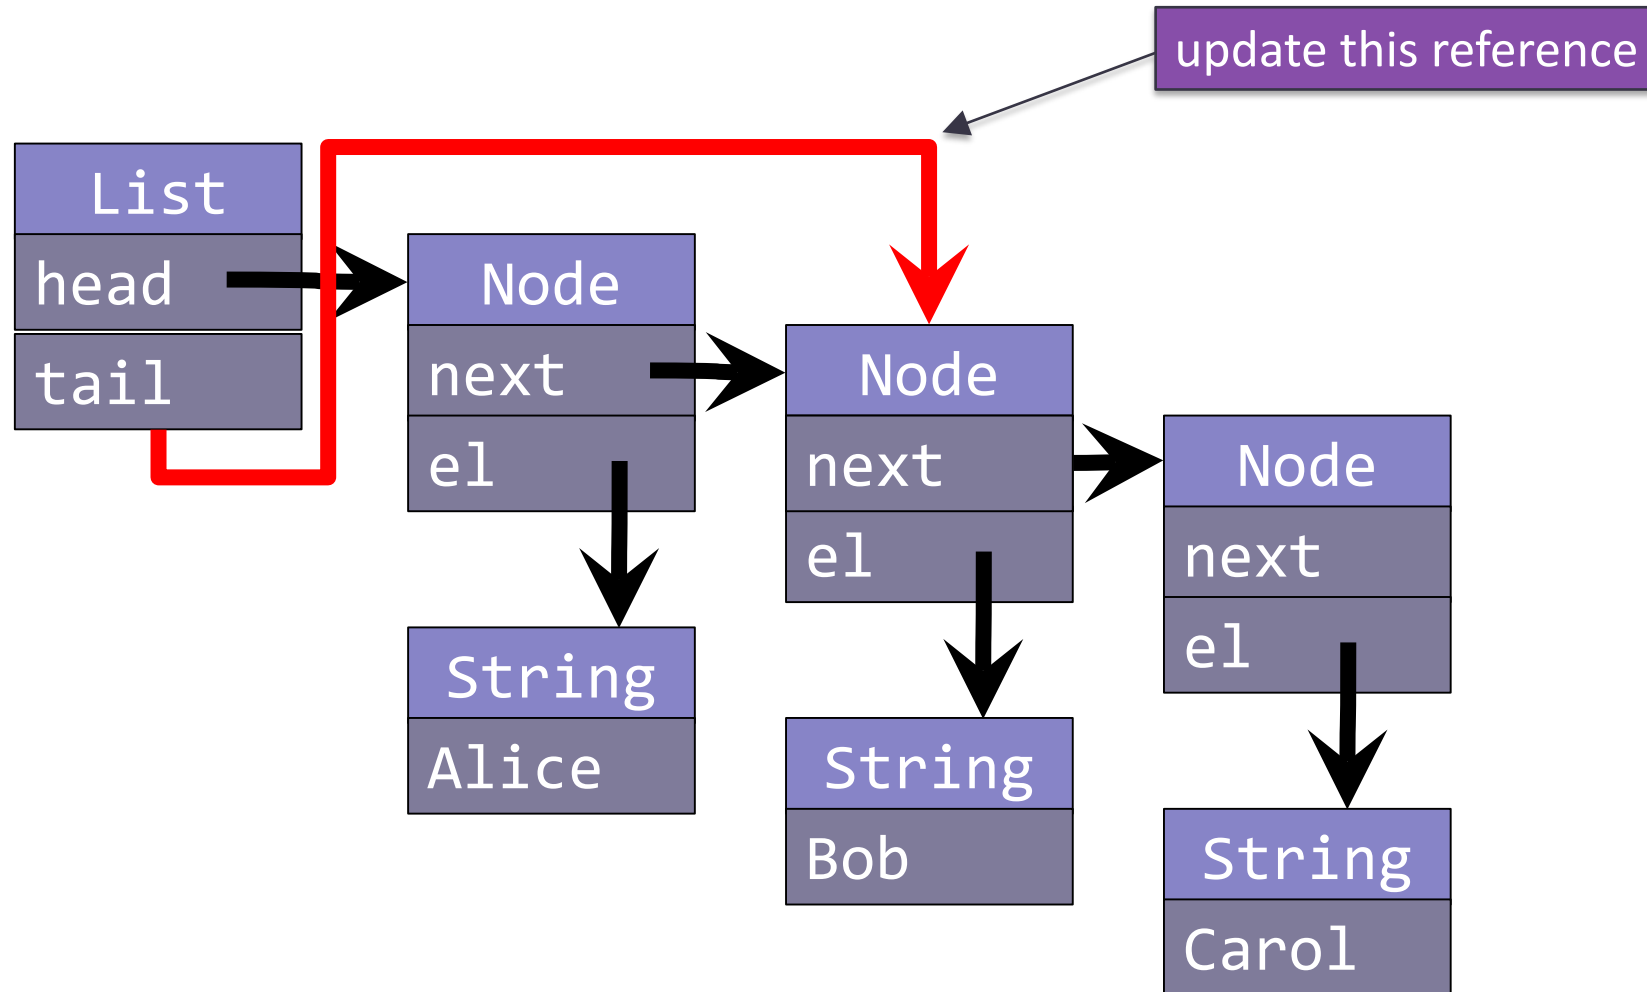 update this reference
List
head
tail
Node
next
el
String
Alice
Node
next
el
String
Bob
Node
next
el
String
Carol